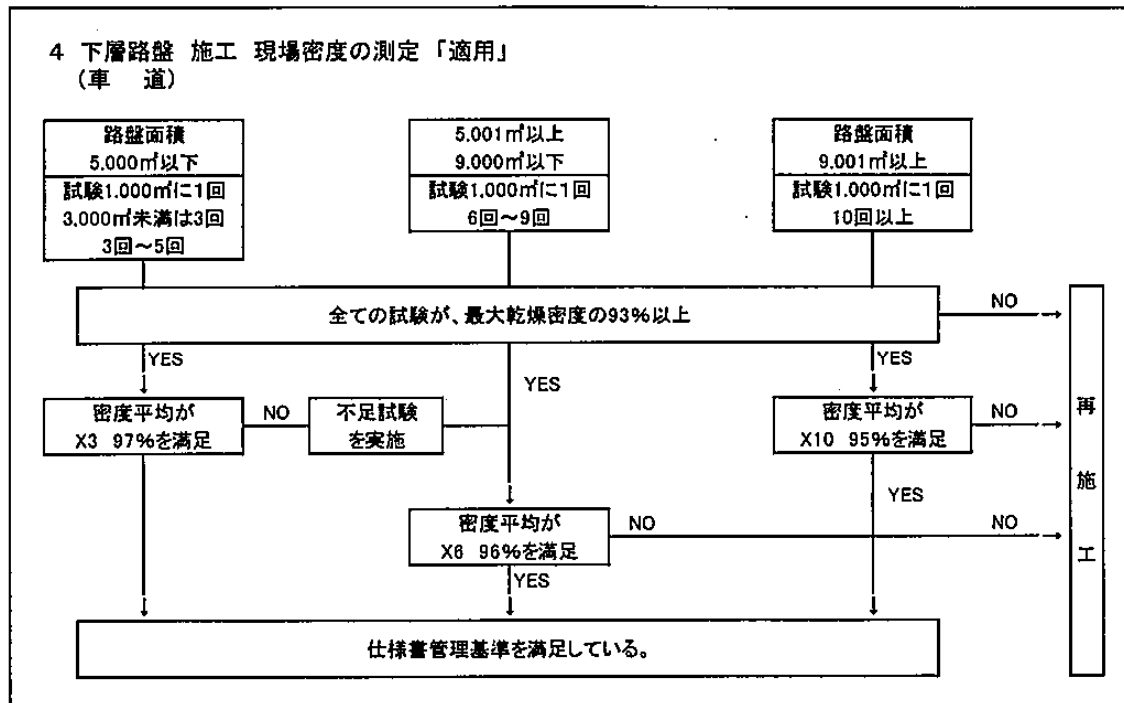 4 下層路盤 施工 現場密度の測定 「適用」
(車 道)
路盤面積
5.000㎡以下
試験1.000㎡に1回
3,000㎡未満は3回
3回～5回
5.001㎡以上
9.000㎡以下
試験1.000㎡に1回
6回～9回
路盤面積
9.001㎡以上
試験1.000㎡に1回
10回以上
全ての試験が、最大乾燥密度の93%以上
NO
YES
YES
YES
密度平均が
X3 97%を満足
NO
不足試験
を実施
密度平均が
X10 95%を満足
NO
YES
密度平均が
X6 96%を満足
NO
NO
YES
仕様書管理基準を満足している。
再
施
工